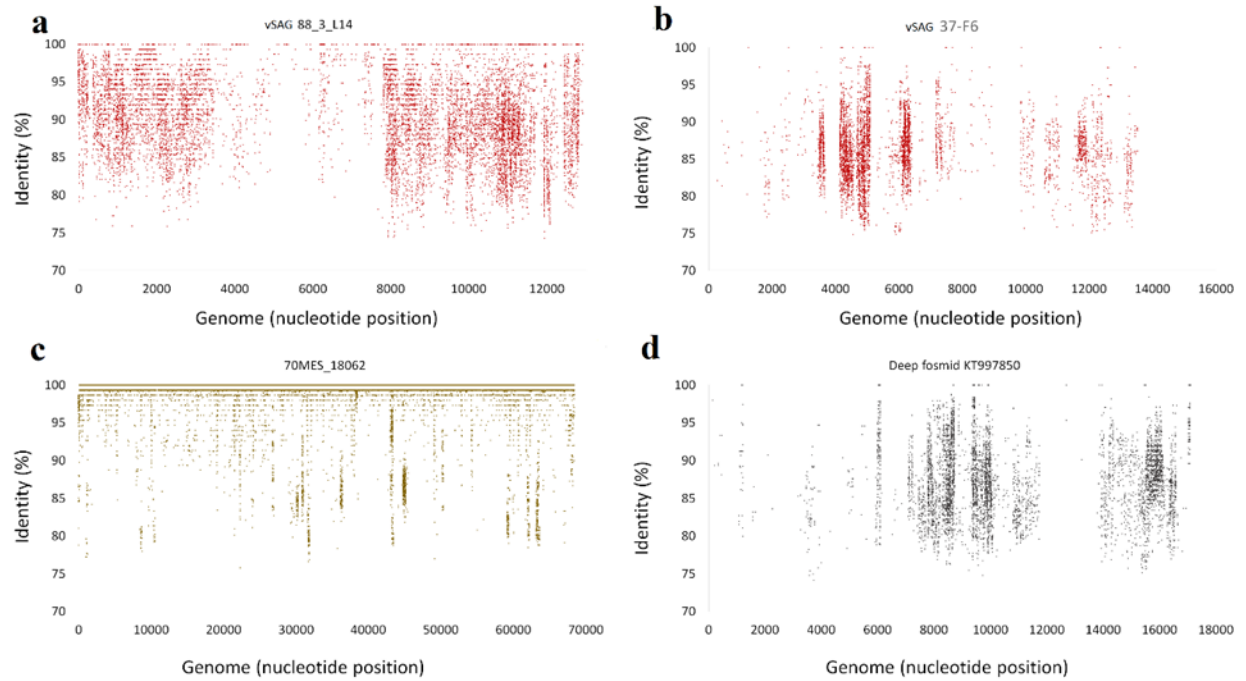 a
vSAG 88_3_L14
100
95
90
85
80
75
70
Identity (%)
0 2000 4000 6000 8000 10000 12000
Genome (nucleotide position)
b
vSAG 37-F6
100
95
90
85
80
75
70
Identity (%)
0 2000 4000 6000 8000 10000 12000 14000 16000
Genome (nucleotide position)
c
70MES_18062
100
95
90
85
80
75
70
Identity (%)
0 10000 20000 30000 40000 50000 60000 70000
Genome (nucleotide position)
d
Deep fosmid KT997850
100
95
90
85
80
75
70
Identity (%)
0 2000 4000 6000 8000 10000 12000 14000 16000 18000
Genome (nucleotide position)